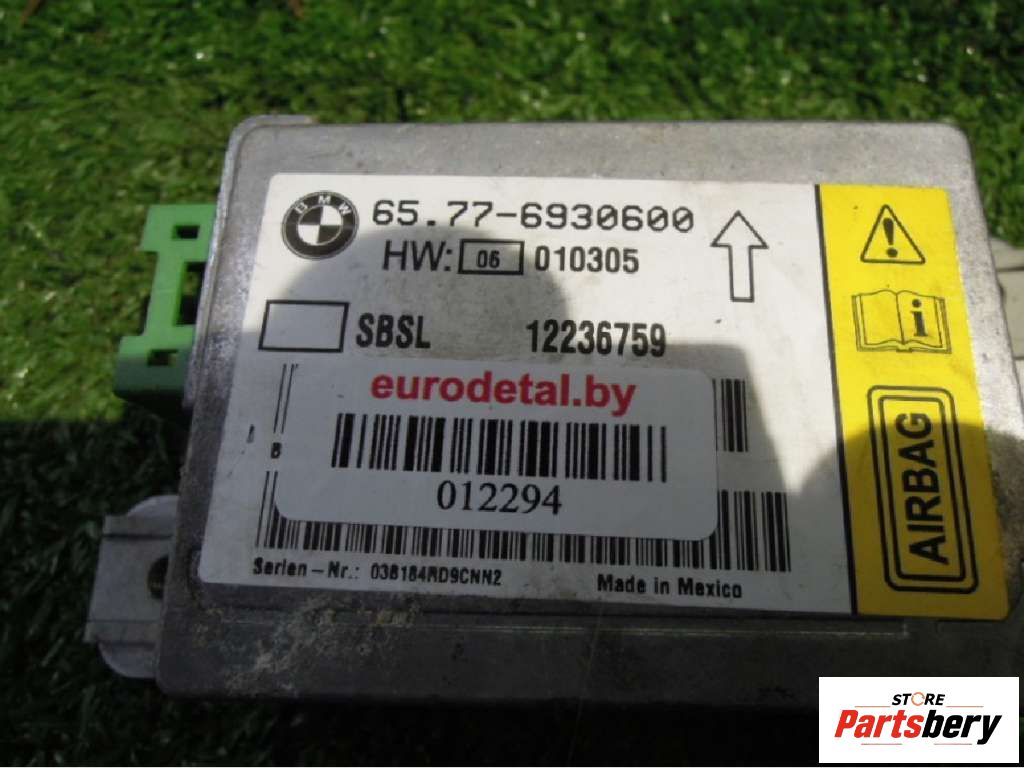 BMW
65.77-6930600
HW: 06 010305
SBSL 12236759
eurodetal.by
B
012294
Serien-Nr.: 038184RD9CNN2
Made in Mexico
i
AIRBAG
STORE
Partsbery